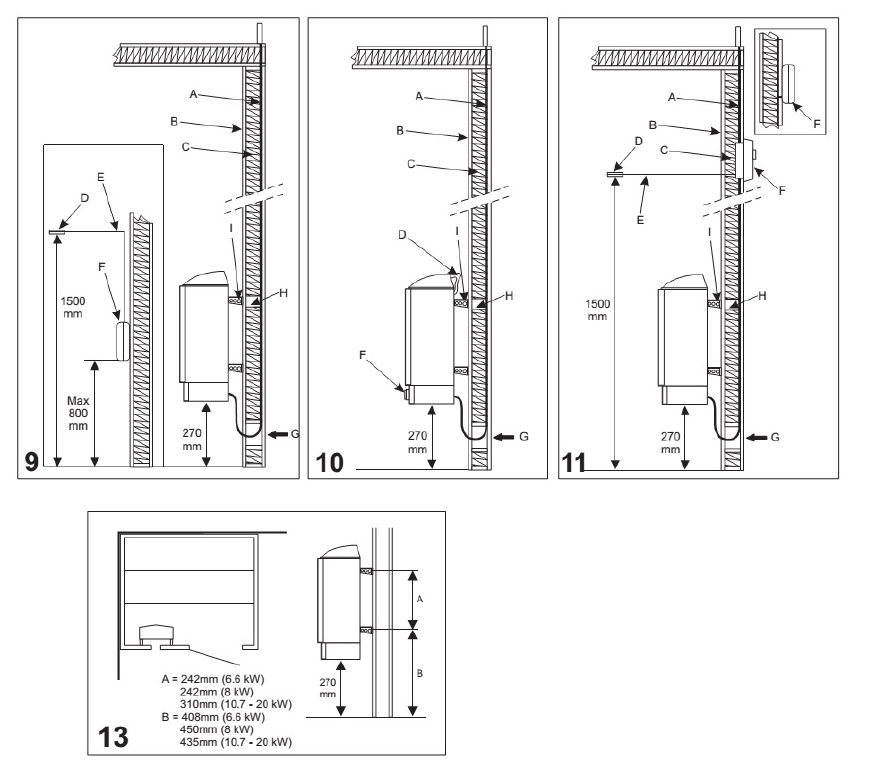 A
B
C
E
D
F
I
H
1500
mm
Max
800
mm
270
mm
G
9
A
B
C
D
I
H
F
270
mm
G
10
F
A
B
D
C
F
E
I
H
1500
mm
270
mm
G
11
A
B
270
mm
A = 242mm (6.6 kW)
242mm (8 kW)
310mm (10.7 - 20 kW)
B = 408mm (6.6 kW)
450mm (8 kW)
435mm (10.7 - 20 kW)
13